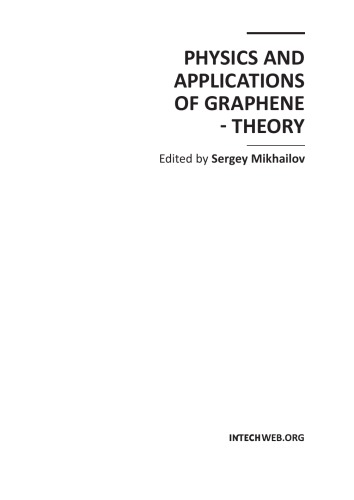 PHYSICS AND
APPLICATIONS
OF GRAPHENE
- THEORY
Edited by Sergey Mikhailov
INTECHWEB.ORG